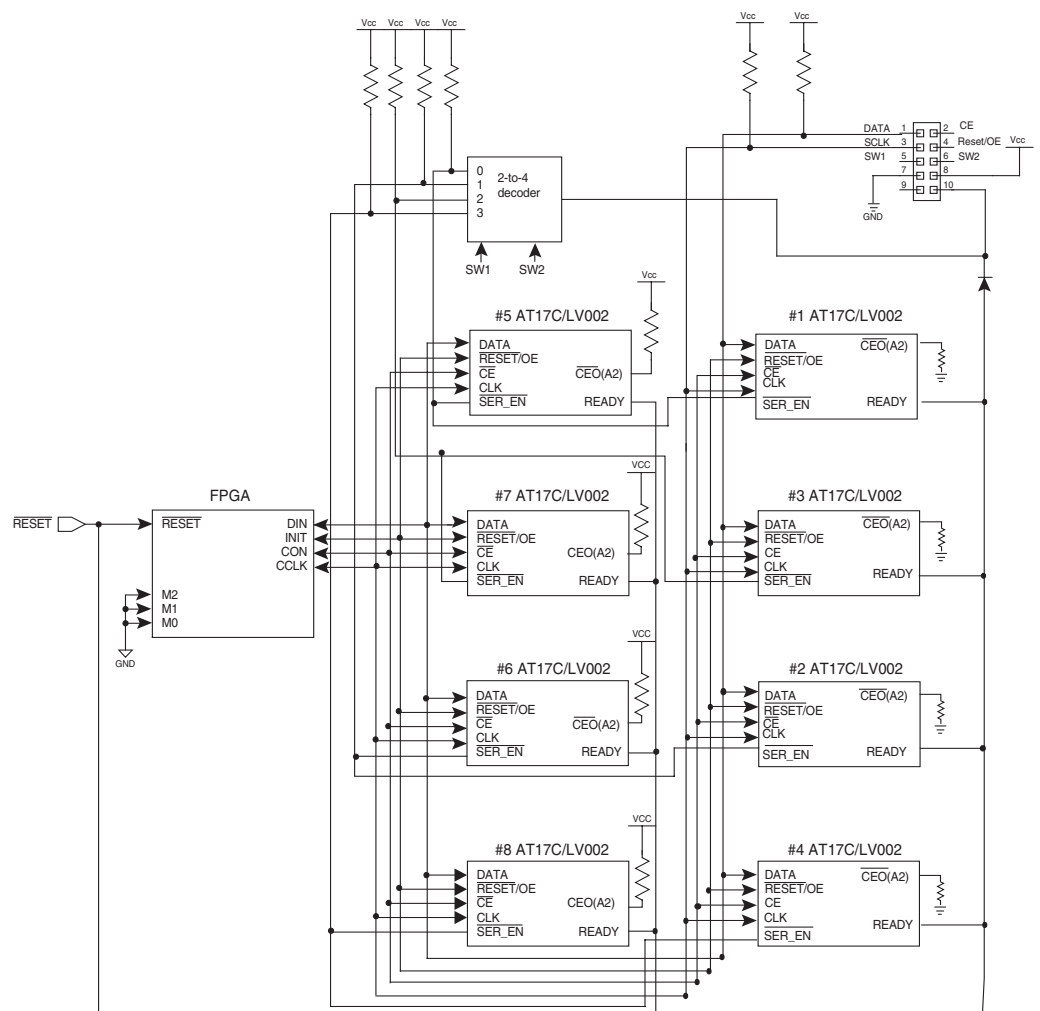 Vcc Vcc Vcc Vcc
Vcc Vcc
DATA 1 2 CE
SCLK 3 4 Reset/OE Vcc
SW1 5 6 SW2
7 8
9 10
GND
0
1
2
3
2-to-4
decoder
SW1 SW2
Vcc
#5 AT17C/LV002
DATA
RESET/OE
CE
CLK
SER_EN
CEO(A2)
READY
#1 AT17C/LV002
DATA
RESET/OE
CE
CLK
SER_EN
CEO(A2)
READY
VCC
FPGA
RESET
RESET
DIN
INIT
CON
CCLK
M2
M1
M0
GND
#7 AT17C/LV002
DATA
RESET/OE
CE
CLK
SER_EN
CEO(A2)
READY
#3 AT17C/LV002
DATA
RESET/OE
CE
CLK
SER_EN
CEO(A2)
READY
VCC
#6 AT17C/LV002
DATA
RESET/OE
CE
CLK
SER_EN
CEO(A2)
READY
#2 AT17C/LV002
DATA
RESET/OE
CE
CLK
SER_EN
CEO(A2)
READY
VCC
#8 AT17C/LV002
DATA
RESET/OE
CE
CLK
SER_EN
CEO(A2)
READY
#4 AT17C/LV002
DATA
RESET/OE
CE
CLK
SER_EN
CEO(A2)
READY